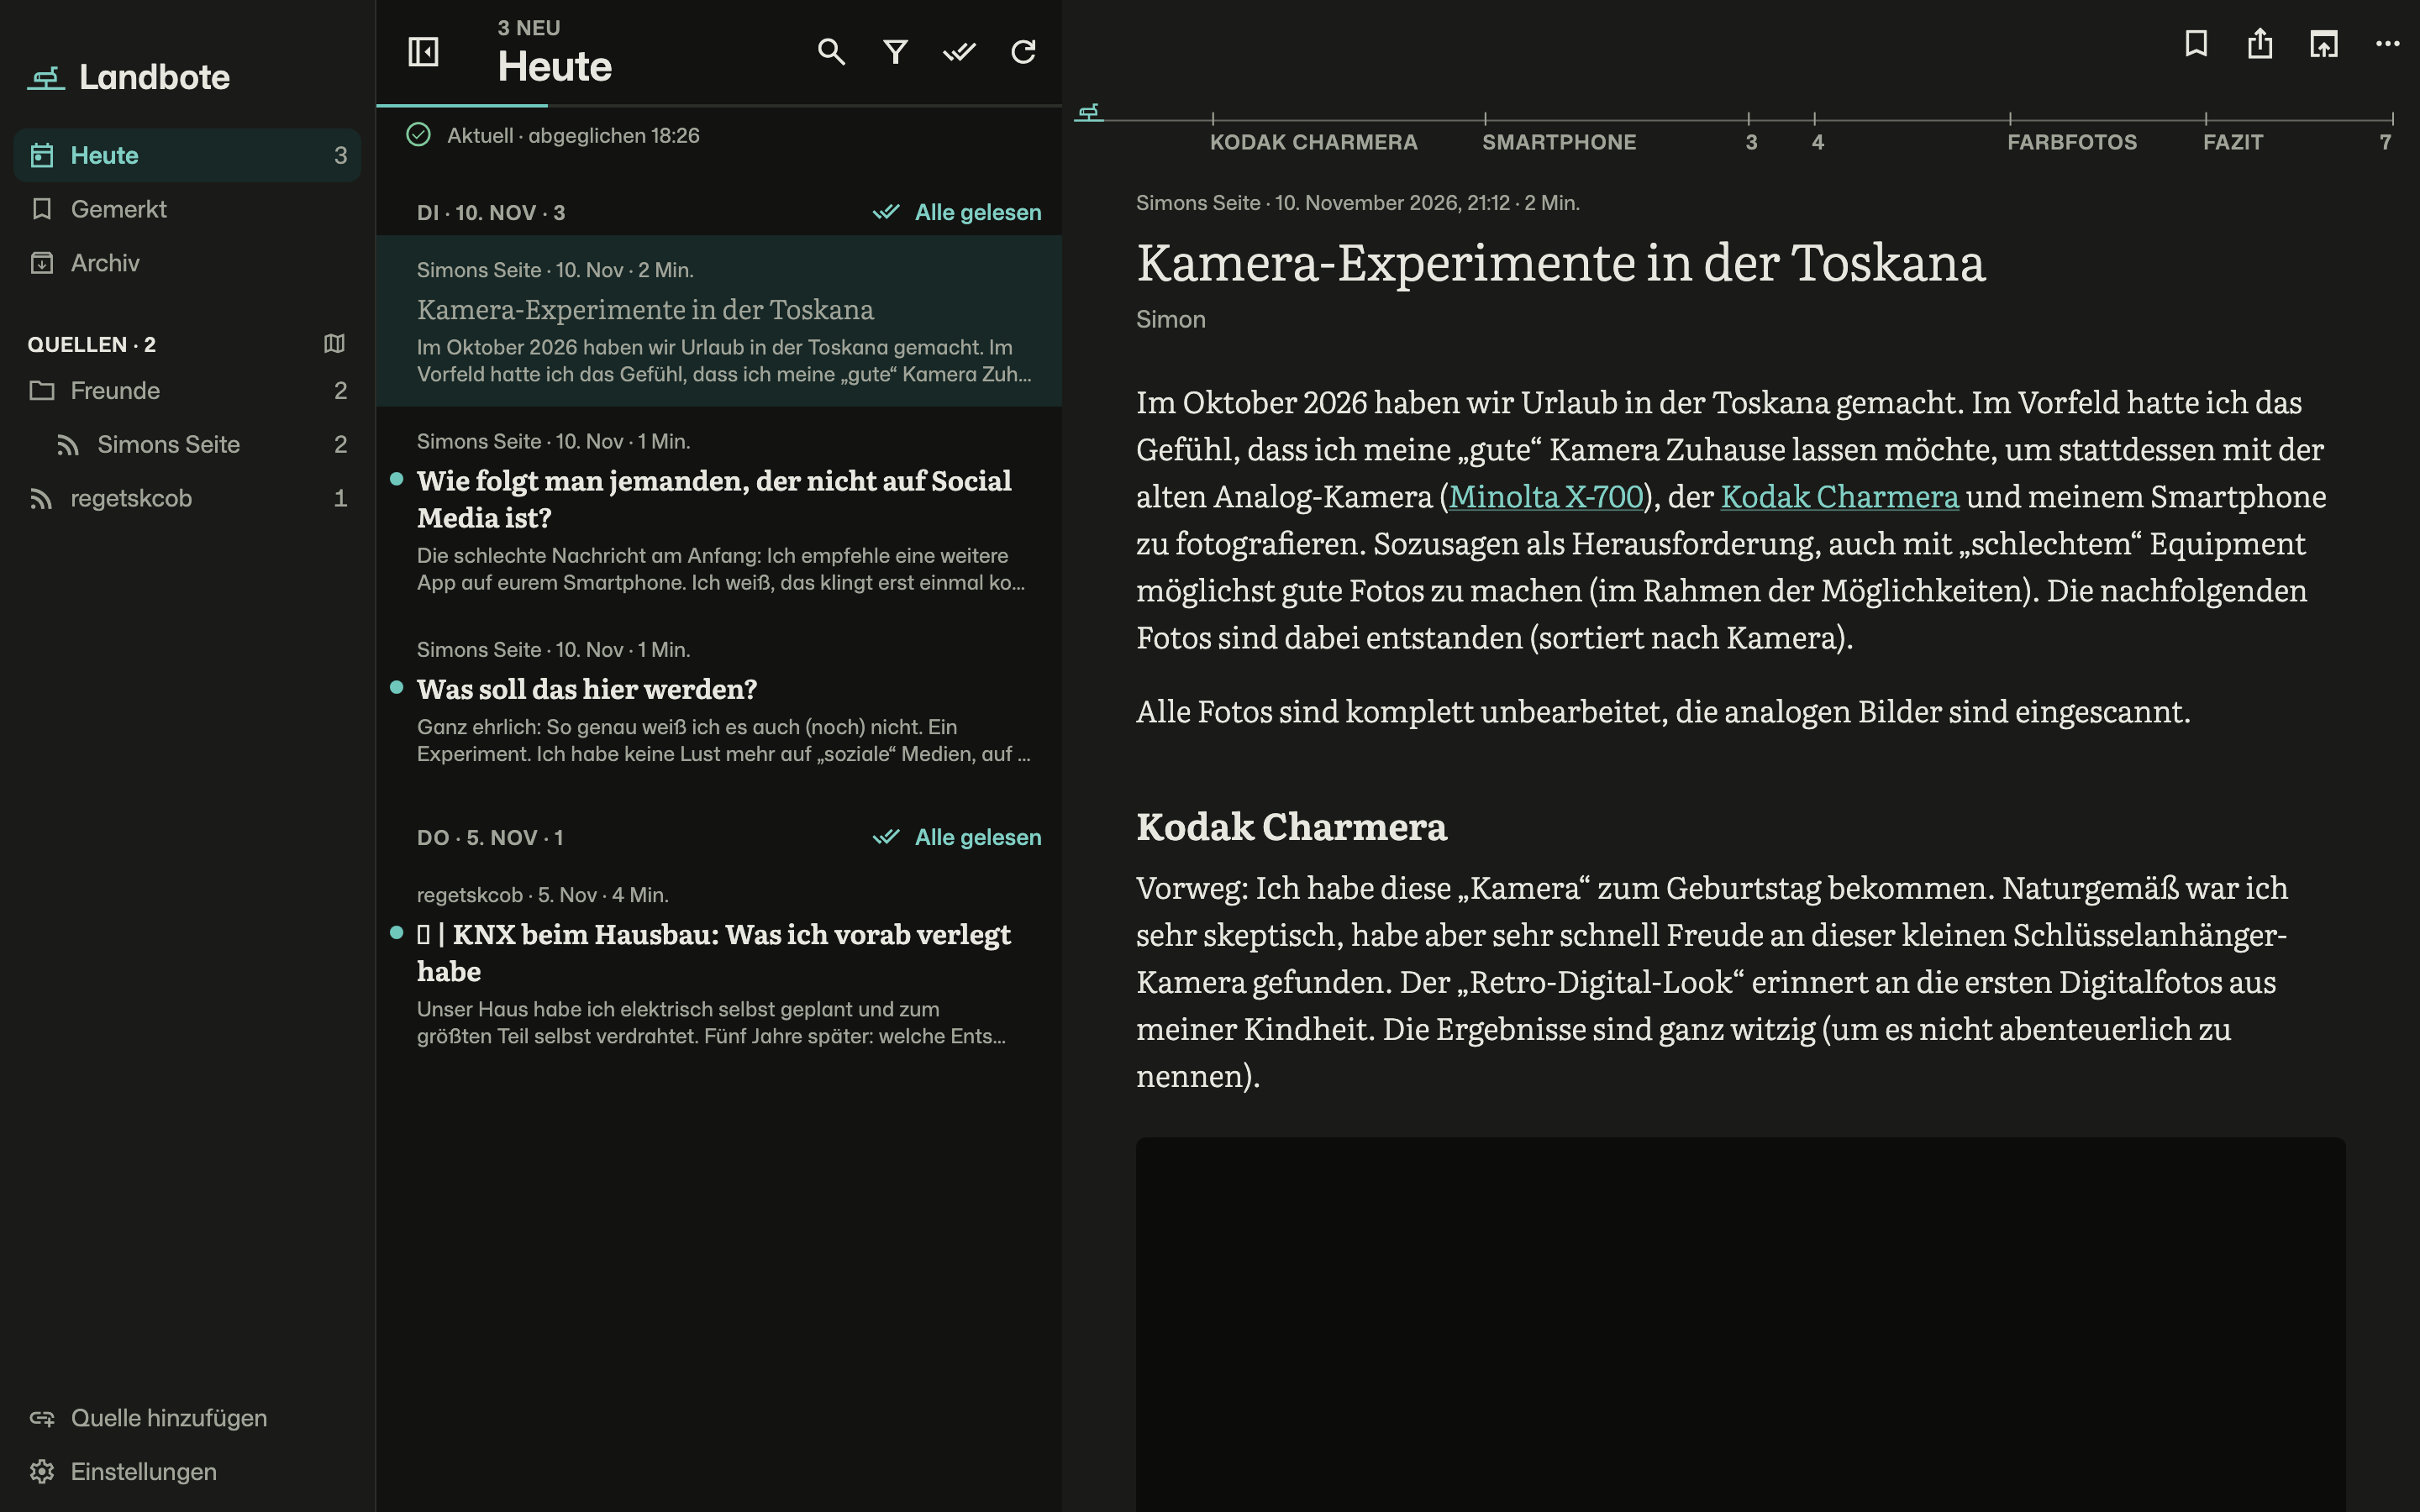 Landbote
Heute 3
Gemerkt
Archiv
QUELLEN · 2
Freunde 2
Simons Seite 2
regetskcob 1
Quelle hinzufügen
Einstellungen
3 NEU
Heute
Aktuell · abgeglichen 18:26
DI · 10. NOV · 3 Alle gelesen
Simons Seite · 10. Nov · 2 Min.
Kamera-Experimente in der Toskana
Im Oktober 2026 haben wir Urlaub in der Toskana gemacht. Im
Vorfeld hatte ich das Gefühl, dass ich meine „gute“ Kamera Zuh...
Simons Seite · 10. Nov · 1 Min.
Wie folgt man jemanden, der nicht auf Social
Media ist?
Die schlechte Nachricht am Anfang: Ich empfehle eine weitere
App auf eurem Smartphone. Ich weiß, das klingt erst einmal ko...
Simons Seite · 10. Nov · 1 Min.
Was soll das hier werden?
Ganz ehrlich: So genau weiß ich es auch (noch) nicht. Ein
Experiment. Ich habe keine Lust mehr auf „soziale“ Medien, auf ...
DO · 5. NOV · 1 Alle gelesen
regetskcob · 5. Nov · 4 Min.
| KNX beim Hausbau: Was ich vorab verlegt
habe
Unser Haus habe ich elektrisch selbst geplant und zum
größten Teil selbst verdrahtet. Fünf Jahre später: welche Ents...
KODAK CHARMERA SMARTPHONE 3 4 FARBFOTOS FAZIT 7
Simons Seite · 10. November 2026, 21:12 · 2 Min.
Kamera-Experimente in der Toskana
Simon
Im Oktober 2026 haben wir Urlaub in der Toskana gemacht. Im Vorfeld hatte ich das
Gefühl, dass ich meine „gute“ Kamera Zuhause lassen möchte, um stattdessen mit der
alten Analog-Kamera (Minolta X-700), der Kodak Charmera und meinem Smartphone
zu fotografieren. Sozusagen als Herausforderung, auch mit „schlechtem“ Equipment
möglichst gute Fotos zu machen (im Rahmen der Möglichkeiten). Die nachfolgenden
Fotos sind dabei entstanden (sortiert nach Kamera).
Alle Fotos sind komplett unbearbeitet, die analogen Bilder sind eingescannt.
Kodak Charmera
Vorweg: Ich habe diese „Kamera“ zum Geburtstag bekommen. Naturgemäß war ich
sehr skeptisch, habe aber sehr schnell Freude an dieser kleinen Schlüsselanhänger-
Kamera gefunden. Der „Retro-Digital-Look“ erinnert an die ersten Digitalfotos aus
meiner Kindheit. Die Ergebnisse sind ganz witzig (um es nicht abenteuerlich zu
nennen).